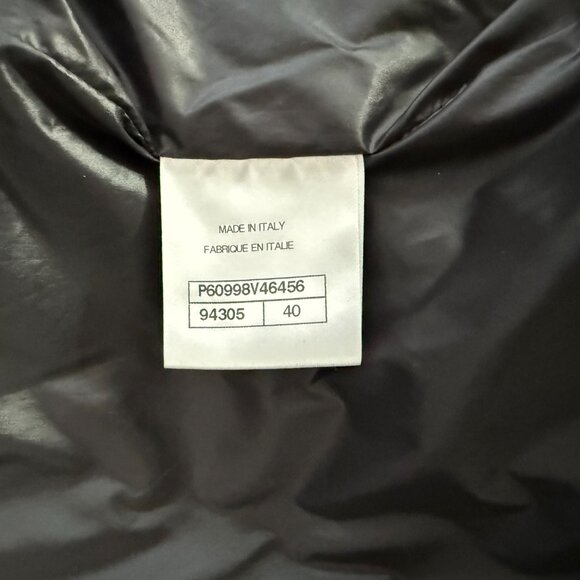 MADE IN ITALY
FABRIQUE EN ITALIE
P60998V46456
94305 40